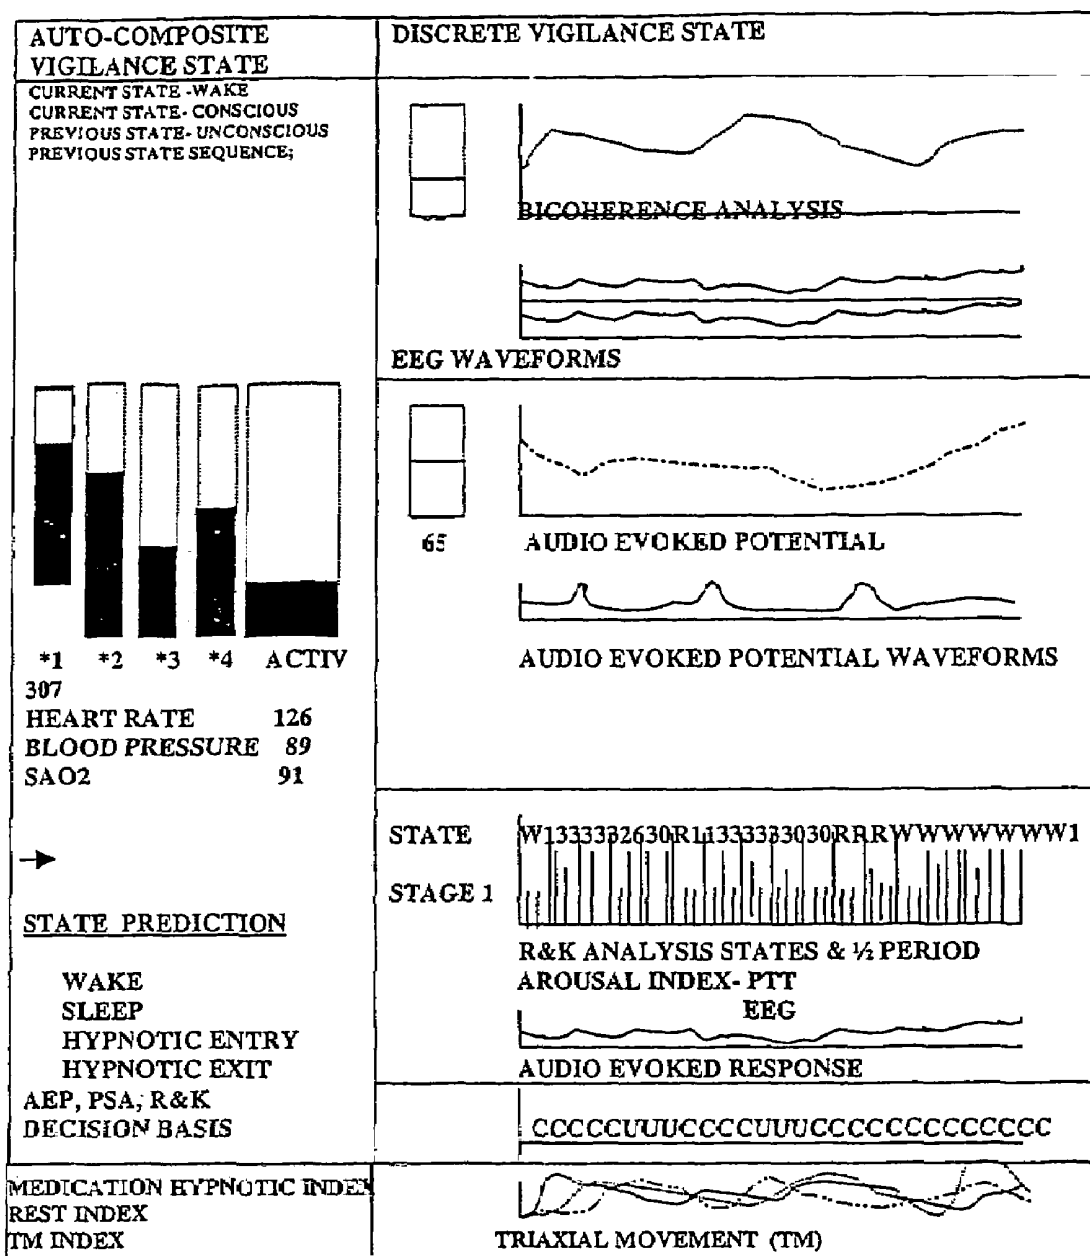 AUTO-COMPOSITE
VIGILANCE STATE
CURRENT STATE -WAKE
CURRENT STATE- CONSCIOUS
PREVIOUS STATE- UNCONSCIOUS
PREVIOUS STATE SEQUENCE;
*1 *2 *3 *4 ACTIV
307
HEART RATE 126
BLOOD PRESSURE 89
SAO2 91
STATE PREDICTION
WAKE
SLEEP
HYPNOTIC ENTRY
HYPNOTIC EXIT
AEP, PSA, R&K
DECISION BASIS
MEDICATION HYPNOTIC INDEX
REST INDEX
TM INDEX
DISCRETE VIGILANCE STATE
BICOHERENCE ANALYSIS
EEG WAVEFORMS
65
AUDIO EVOKED POTENTIAL
AUDIO EVOKED POTENTIAL WAVEFORMS
STATE
STAGE 1
R&K ANALYSIS STATES & ½ PERIOD
AROUSAL INDEX- PTT
EEG
AUDIO EVOKED RESPONSE
CCCCCUUUCCCCUUUCCCCCCCCCCCCC
TRIAXIAL MOVEMENT (TM)